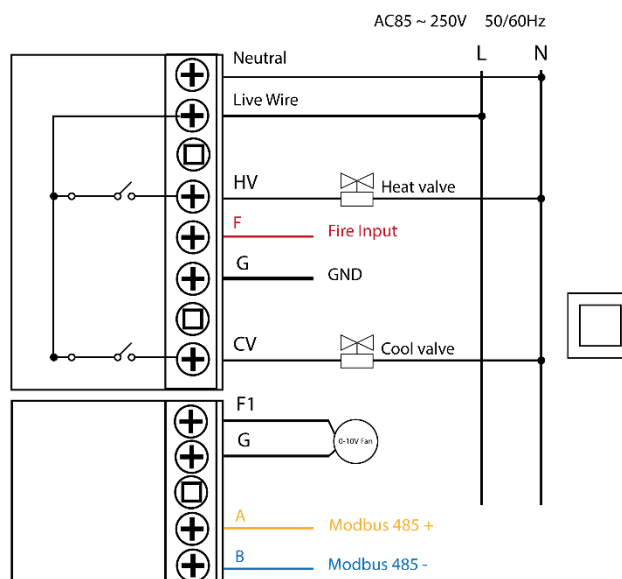 AC85 ~ 250V 50/60Hz
L N
Neutral
Live Wire
HV Heat valve
F Fire Input
G GND
CV Cool valve
F1
G 0-10V Fan
A Modbus 485 +
B Modbus 485 -